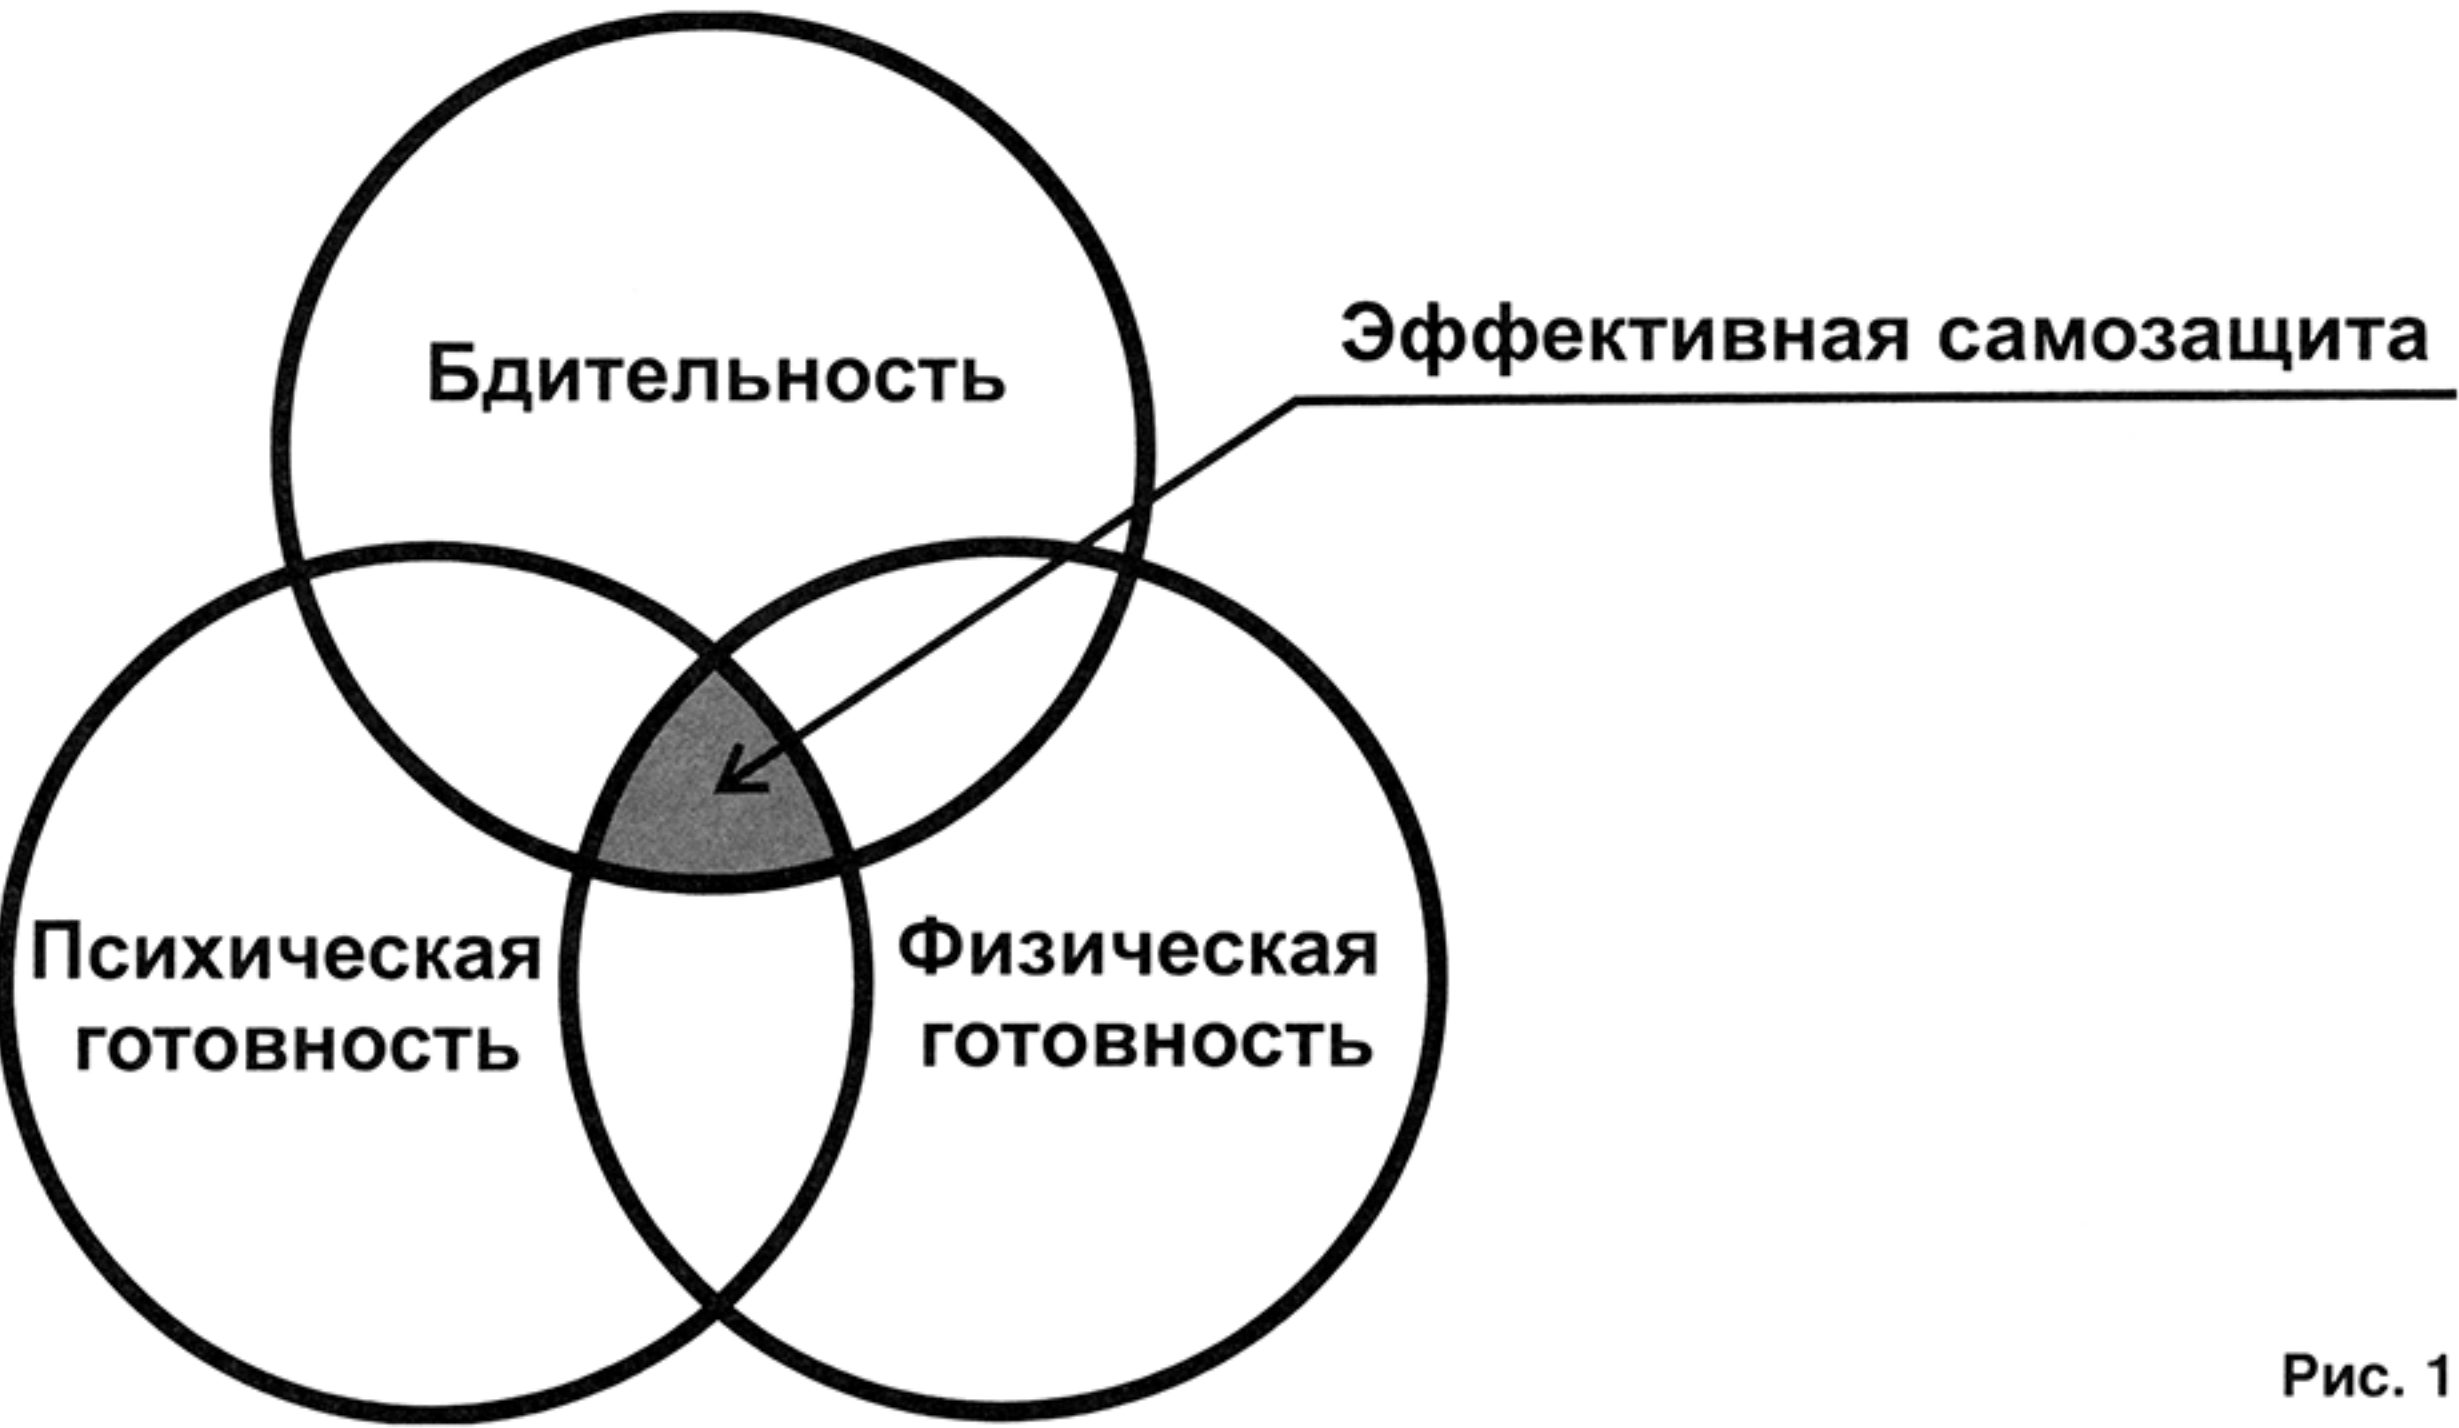 Бдительность
Эффективная самозащита
Психическая
готовность
Физическая
готовность
Рис. 1